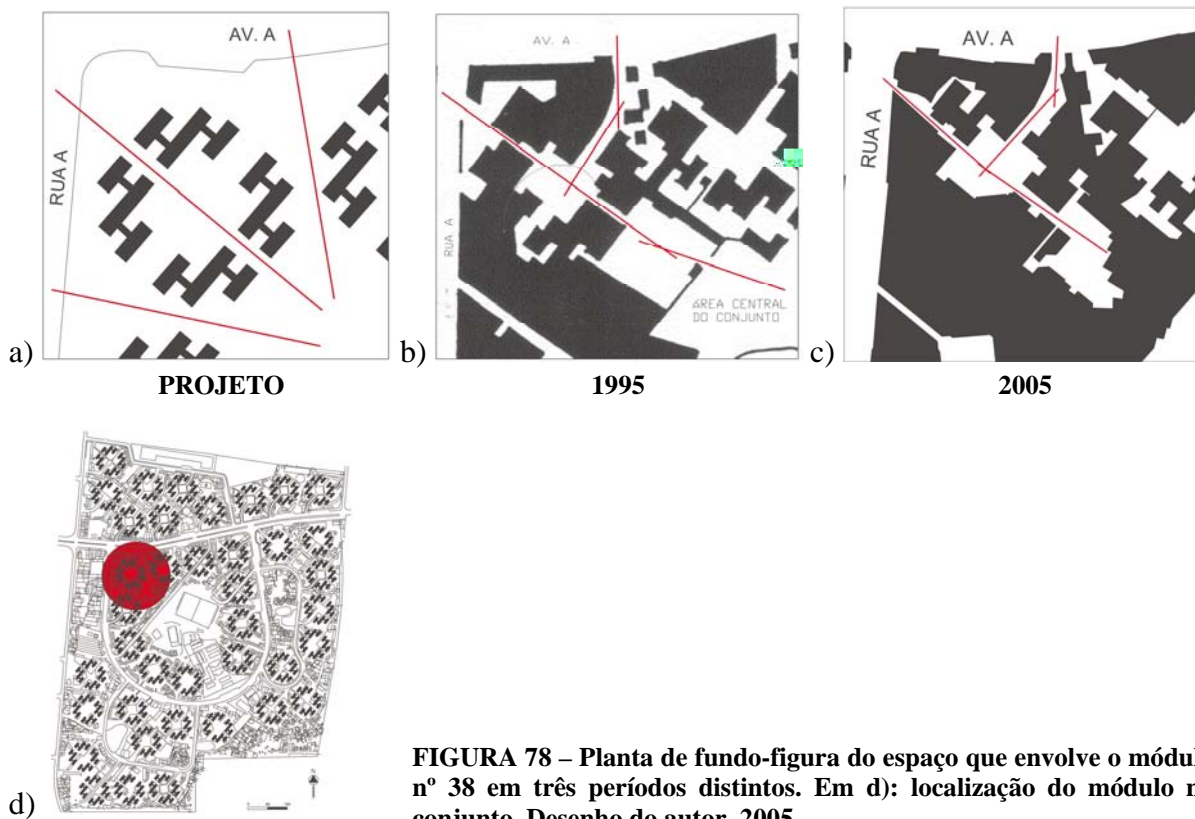 AV. A
RUA A
a)
PROJETO
AV. A
RUA A
ÁREA CENTRAL
DO CONJUNTO
b)
1995
AV. A
RUA A
c)
2005
d)
N
FIGURA 78 – Planta de fundo-figura do espaço que envolve o módul
nº 38 em três períodos distintos. Em d): localização do módulo n
conjunto. Desenho do autor, 2005